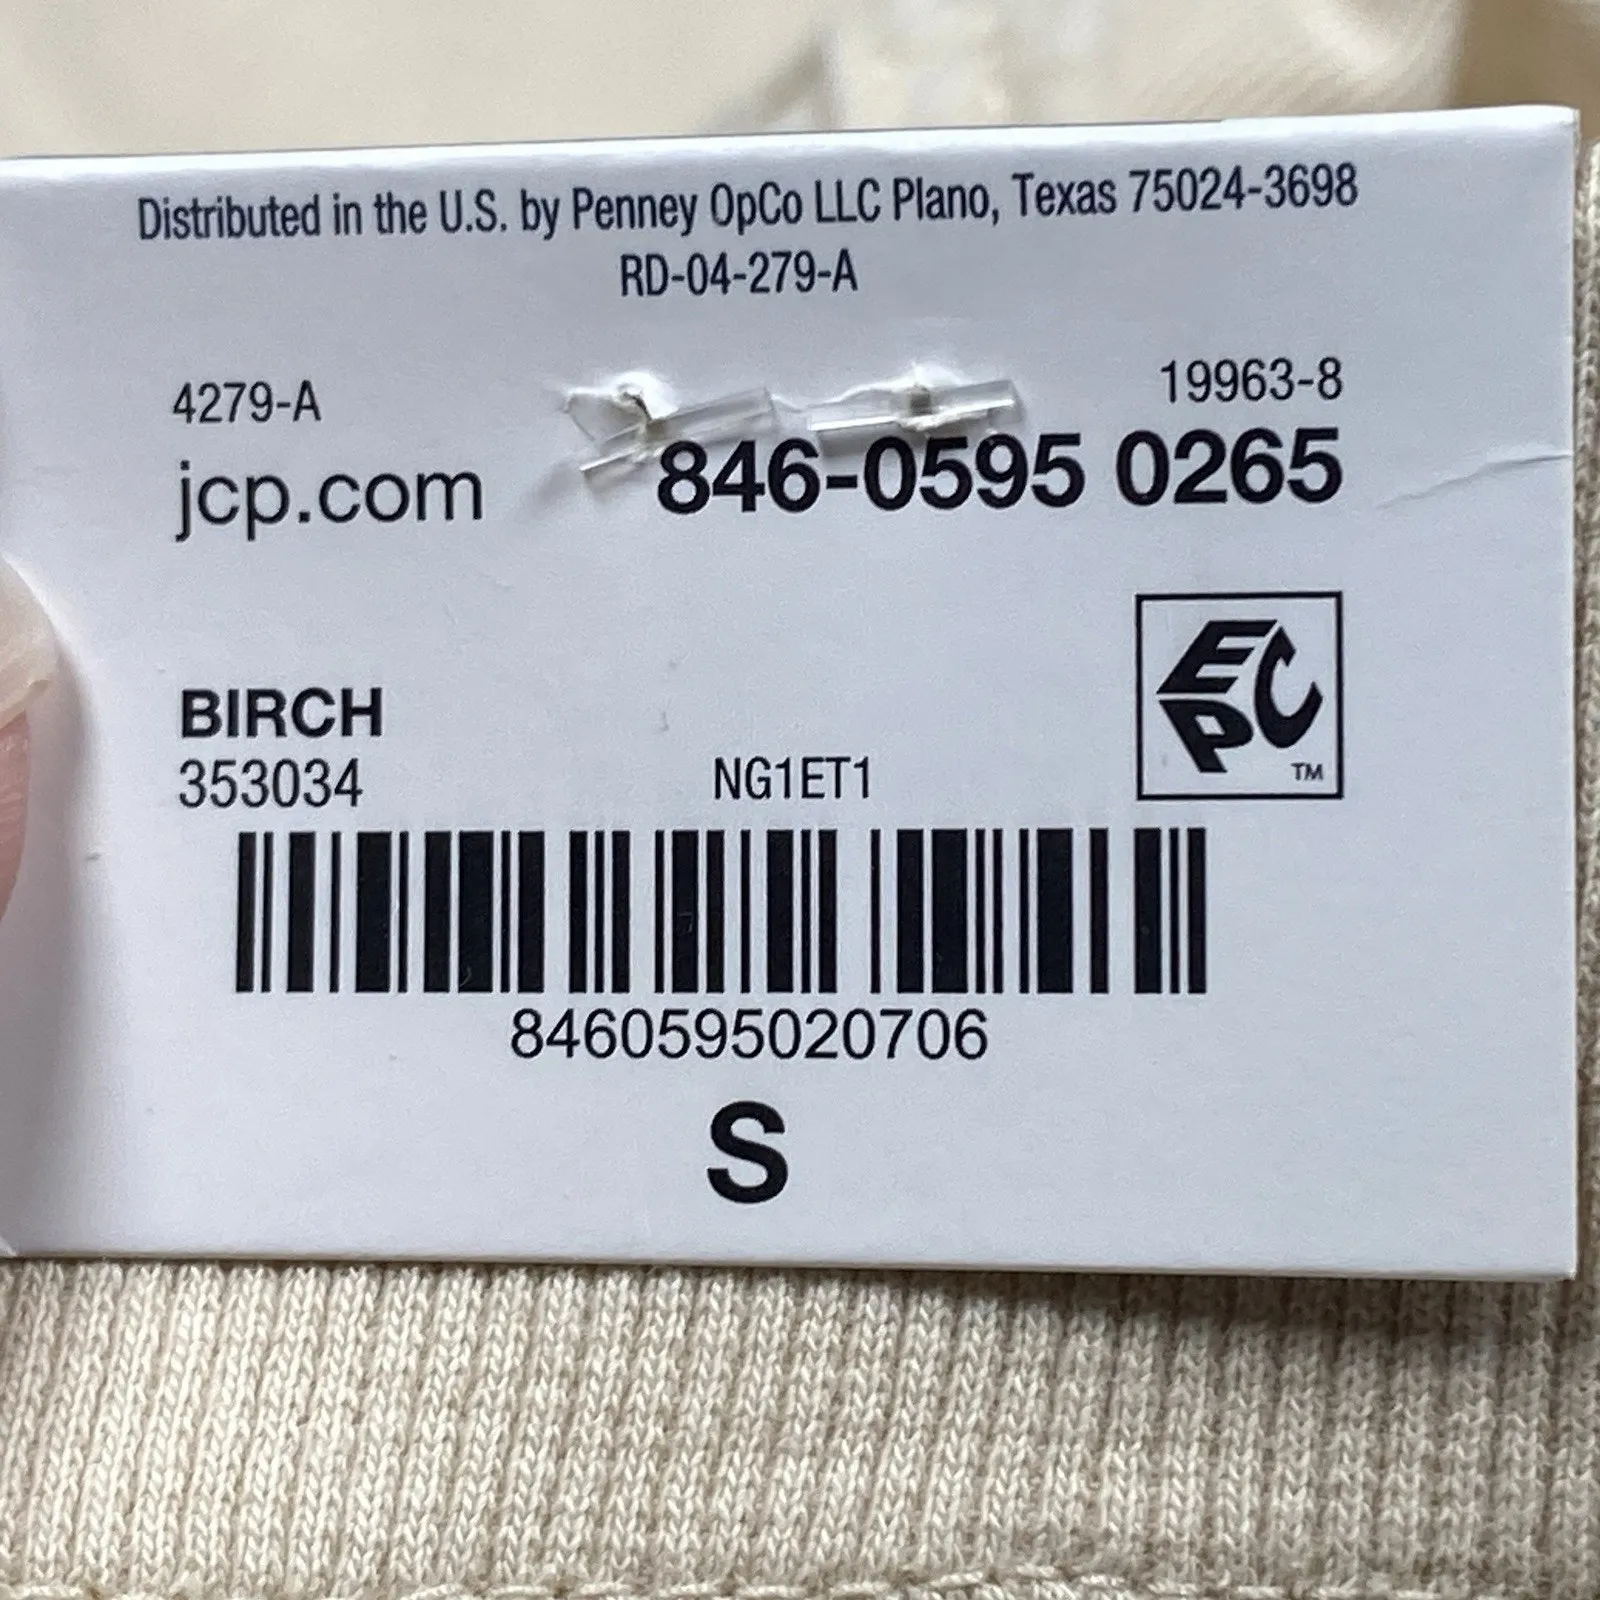 Distributed in the U.S. by Penney OpCo LLC Plano, Texas 75024-3698
RD-04-279-A
4279-A 19963-8
jcp.com 846-0595 0265
EPC
TM
BIRCH
353034 NG1ET1
8460595020706
S